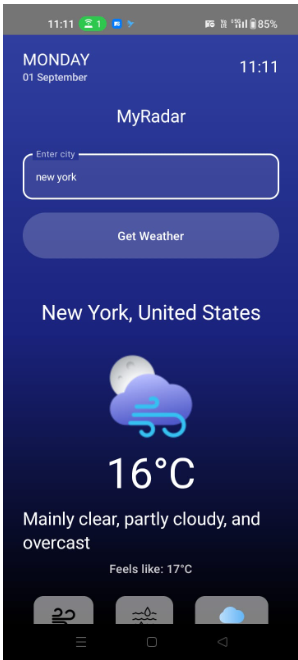 11:11 1 85%
MONDAY
01 September
11:11
MyRadar
Enter city
new york
Get Weather
New York, United States
16°C
Mainly clear, partly cloudy, and
overcast
Feels like: 17°C